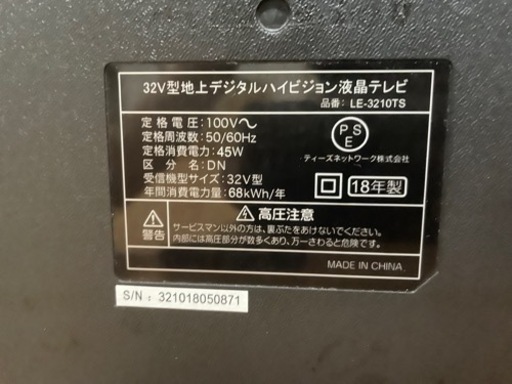 32V型地上デジタルハイビジョン液晶テレビ
品番: LE-3210TS
定格電圧: 100V～
定格周波数: 50/60Hz
定格消費電力: 45W
区分名: DN
受信機型サイズ: 32V型
年間消費電力量: 68kWh/年
PSE
ティーズネットワーク株式会社
18年製
警告
高圧注意
サービスマン以外の方は、裏ぶたをあけないでください。
内部には高圧部分が数多くあり、万一さわると危険です。
MADE IN CHINA
S/N: 321018050871